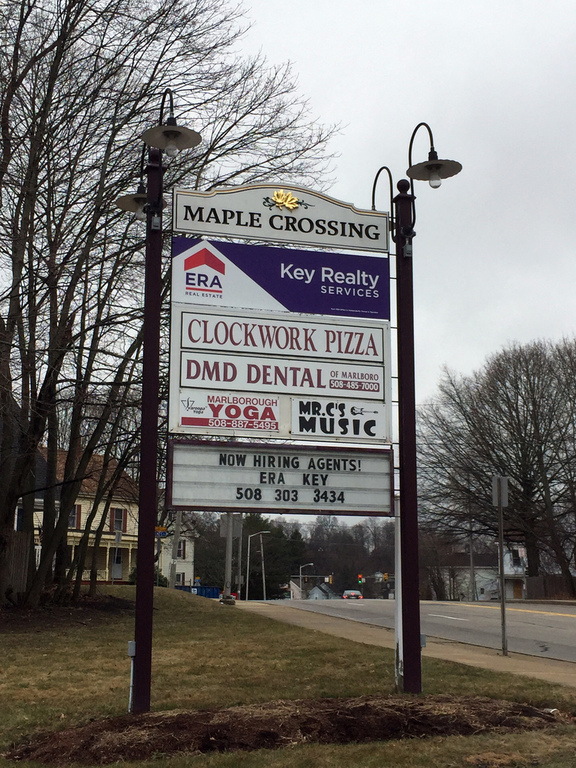 MAPLE CROSSING
ERA
REAL ESTATE
Key Realty
SERVICES
CLOCKWORK PIZZA
DMD DENTAL
OF MARLBORO
508-485-7000
MARLBOROUGH
YOGA
508-887-5495
MR.C'S
MUSIC
NOW HIRING AGENTS!
ERA KEY
508 303 3434